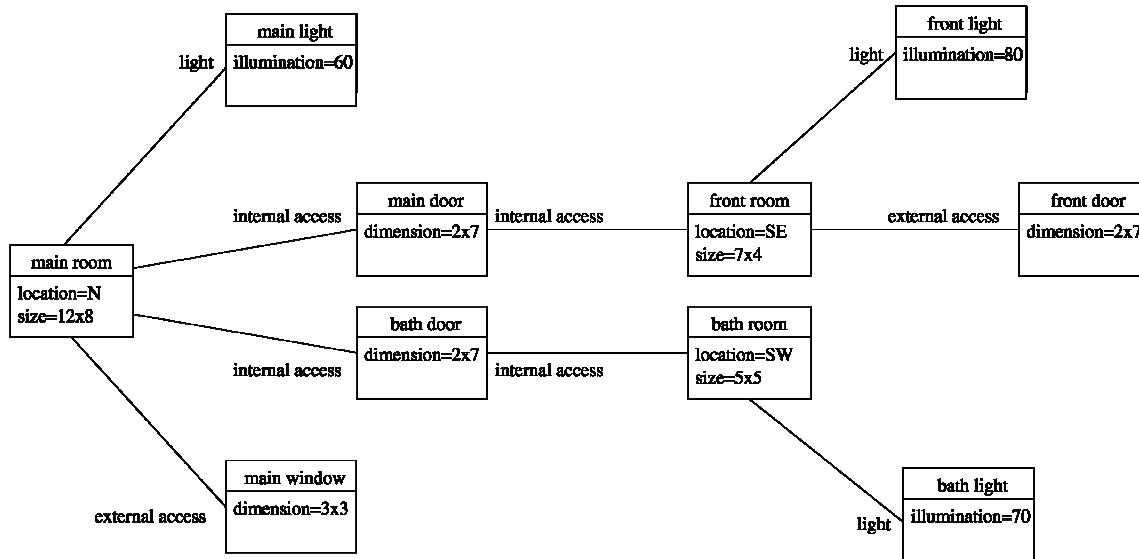 main light
illumination=60
light
front light
illumination=80
light
main door
dimension=2x7
internal access
internal access
front room
location=SE
size=7x4
external access
front door
dimension=2x7
main room
location=N
size=12x8
bath door
dimension=2x7
internal access
internal access
bath room
location=SW
size=5x5
main window
dimension=3x3
external access
bath light
illumination=70
light